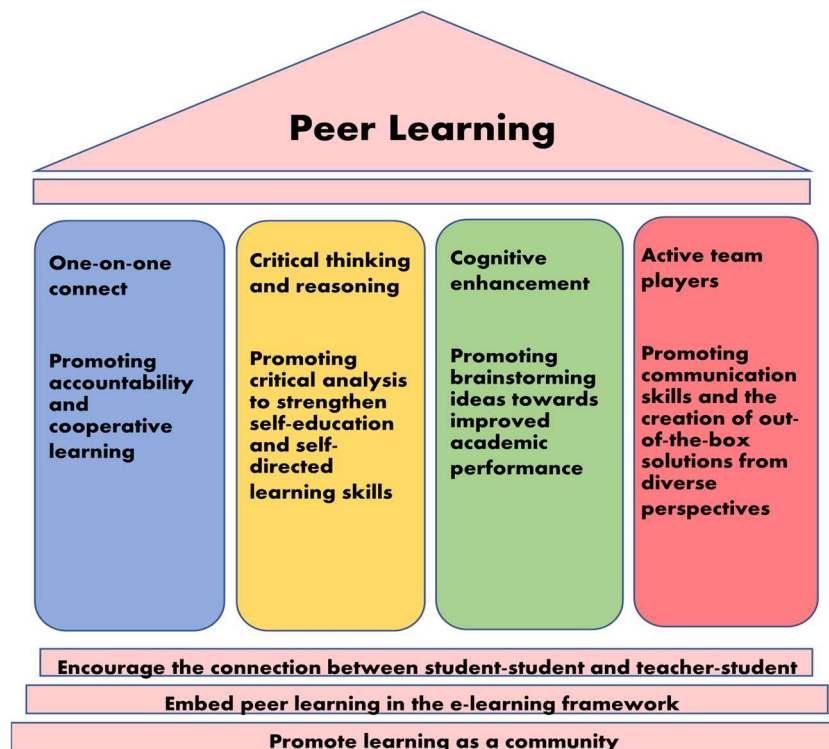 Peer Learning
One-on-one
connect
Promoting
accountability
and
cooperative
learning
Critical thinking
and reasoning
Promoting
critical analysis
to strengthen
self-education
and self-
directed
learning skills
Cognitive
enhancement
Promoting
brainstorming
ideas towards
improved
academic
performance
Active team
players
Promoting
communication
skills and the
creation of out-
of-the-box
solutions from
diverse
perspectives
Encourage the connection between student-student and teacher-student
Embed peer learning in the e-learning framework
Promote learning as a community